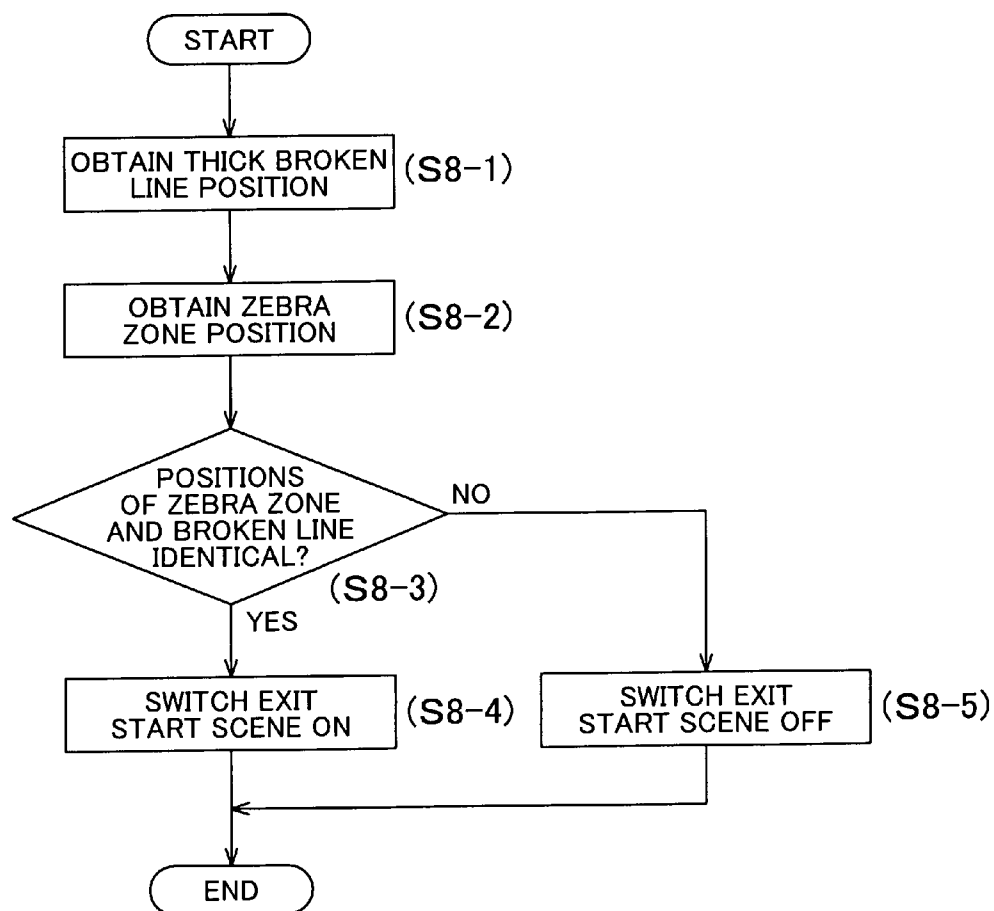 START
OBTAIN THICK BROKEN
LINE POSITION
(S8-1)
OBTAIN ZEBRA
ZONE POSITION
(S8-2)
POSITIONS
OF ZEBRA ZONE
AND BROKEN LINE
IDENTICAL?
(S8-3)
NO
YES
SWITCH EXIT
START SCENE ON
(S8-4)
SWITCH EXIT
START SCENE OFF
(S8-5)
END